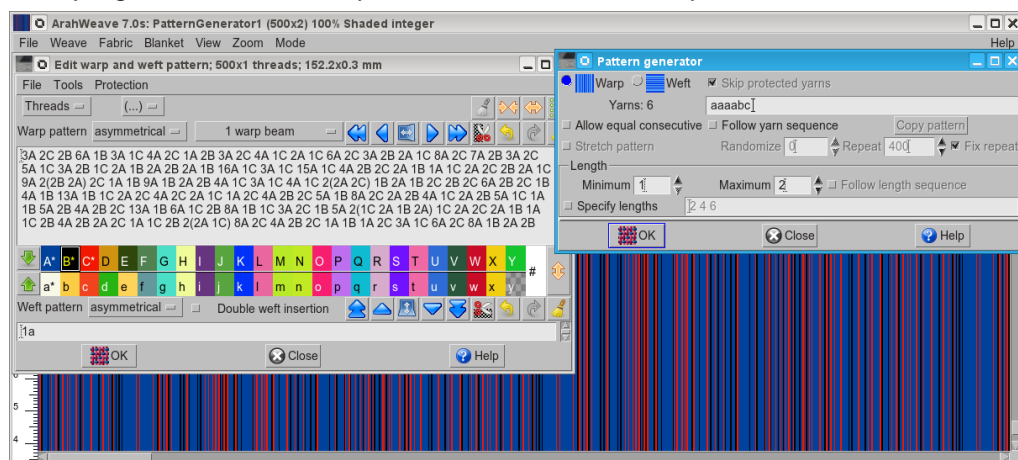 ArahWeave 7.0s: PatternGenerator1 (500x2) 100% Shaded integer
File Weave Fabric Blanket View Zoom Mode Help
Edit warp and weft pattern; 500x1 threads; 152.2x0.3 mm
File Tools Protection
Threads (...)
Warp pattern asymmetrical 1 warp beam
3A 2C 2B 6A 1B 3A 1C 4A 2C 1A 2B 3A 2C 4A 1C 2A 1C 6A 2C 3A 2B 2A 1C 8A 2C 7A 2B 3A 2C
5A 1C 3A 2B 1C 2A 1B 2A 2B 2A 1B 16A 1C 3A 1C 15A 1C 4A 2B 2C 2A 1B 1A 1C 2A 2C 2B 2A 1C
9A 2(2B 2A) 2C 1A 1B 9A 1B 2A 2B 4A 1C 3A 1C 4A 1C 2(2A 2C) 1B 2A 1B 2C 2B 2C 6A 2B 2C 1B
4A 1B 13A 1B 1C 2A 2C 4A 2C 2A 1C 1A 2C 4A 2B 2C 5A 1B 8A 2C 2A 2B 4A 1C 2A 2B 5A 1C 1A
1B 5A 2B 4A 2B 2C 13A 1B 6A 1C 2B 8A 1B 1C 3A 2C 1B 5A 2(1C 2A 1B 2A) 1C 2A 2C 2A 1B 1A
1C 2B 4A 2B 2A 2C 1A 1C 2B 2(2A 1C) 8A 2C 4A 2B 2C 1A 1B 1A 2C 3A 1C 6A 2C 8A 1B 2A 2B
A* B* C* D E F G H I J K L M N O P Q R S T U V W X Y #
a* b c d e f g h i j k l m n o p q r s t u v w x y
Weft pattern asymmetrical Double weft insertion
1a
OK Close Help
Pattern generator
Warp Weft Skip protected yarns
Yarns: 6 aaaabc
Allow equal consecutive Follow yarn sequence Copy pattern
Stretch pattern Randomize 0 Repeat 400 Fix repeat
Length
Minimum 1 Maximum 2 Follow length sequence
Specify lengths 2 4 6
OK Close Help
5
4